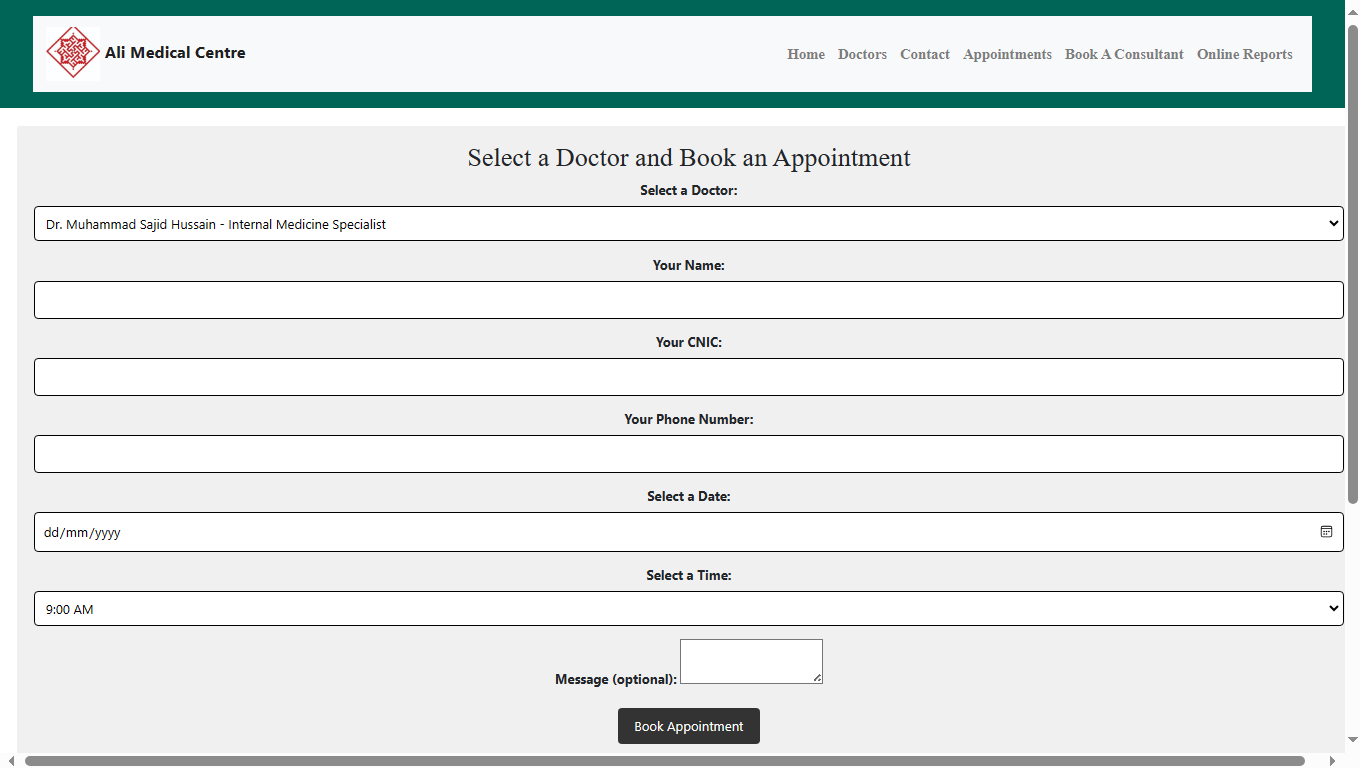 Ali Medical Centre
Home Doctors Contact Appointments Book A Consultant Online Reports
Select a Doctor and Book an Appointment
Select a Doctor:
Dr. Muhammad Sajid Hussain - Internal Medicine Specialist
Your Name:
Your CNIC:
Your Phone Number:
Select a Date:
dd/mm/yyyy
Select a Time:
9:00 AM
Message (optional):
Book Appointment